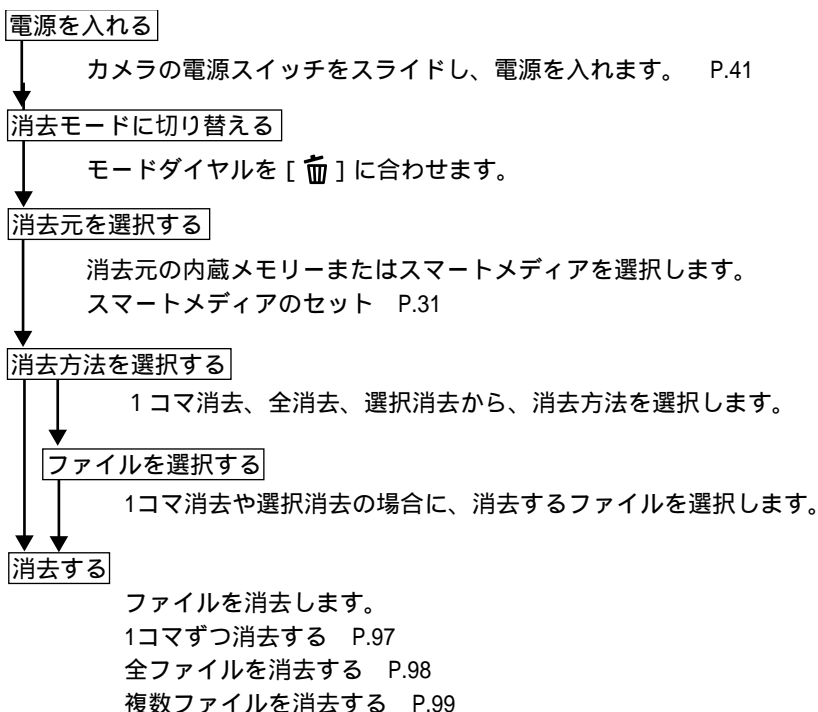 電源を入れる
カメラの電源スイッチをスライドし、電源を入れます。 P.41
消去モードに切り替える
モードダイヤルを [ ] に合わせます。
消去元を選択する
消去元の内蔵メモリーまたはスマートメディアを選択します。
スマートメディアのセット P.31
消去方法を選択する
1コマ消去、全消去、選択消去から、消去方法を選択します。
ファイルを選択する
1コマ消去や選択消去の場合に、消去するファイルを選択します。
消去する
ファイルを消去します。
1コマずつ消去する P.97
全ファイルを消去する P.98
複数ファイルを消去する P.99